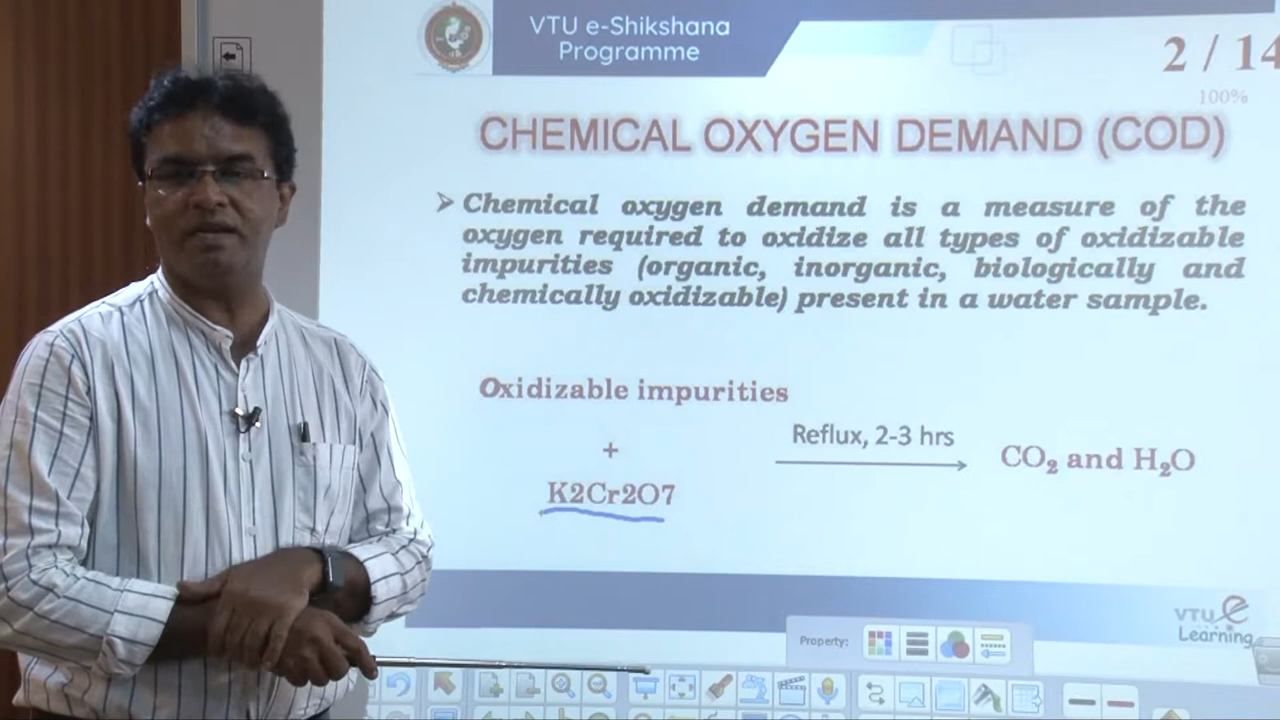 VTU e-Shikshana
Programme
2 / 14
100%
CHEMICAL OXYGEN DEMAND (COD)
➢ Chemical oxygen demand is a measure of the
oxygen required to oxidize all types of oxidizable
impurities (organic, inorganic, biologically and
chemically oxidizable) present in a water sample.
Oxidizable impurities
+
K2Cr2O7
Reflux, 2-3 hrs
CO₂ and H₂O
VTU e
Learning
Property: